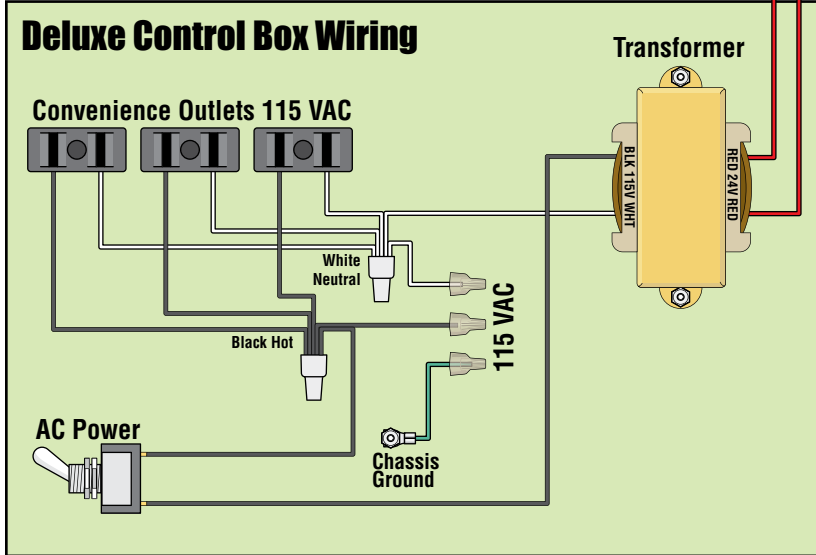 Deluxe Control Box Wiring
Transformer
Convenience Outlets 115 VAC
BLK 115V WHT
RED 24V RED
White
Neutral
115 VAC
Black Hot
AC Power
Chassis
Ground